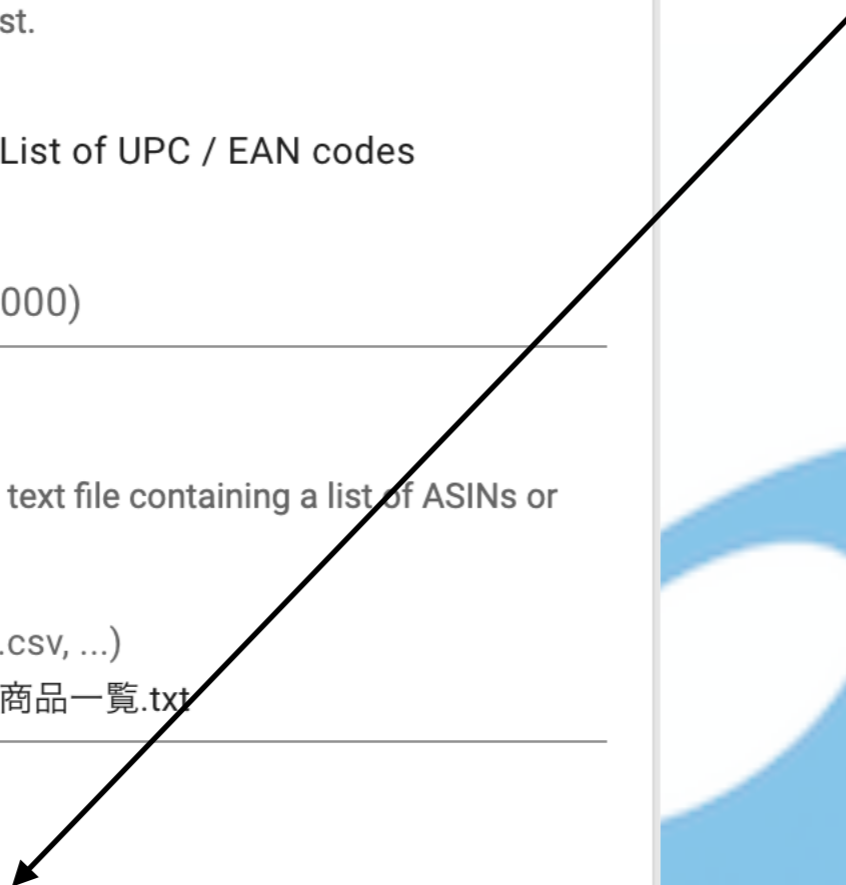 st.
List of UPC / EAN codes
000)
text file containing a list of ASINs or
.csv, ...)
商品一覧.txt